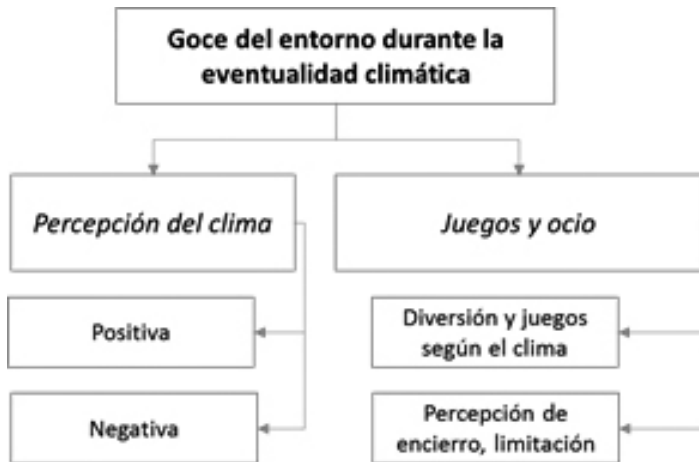 Goce del entorno durante la
eventualidad climática
Percepción del clima
Juegos y ocio
Positiva
Diversión y juegos
según el clima
Negativa
Percepción de
encierro, limitación